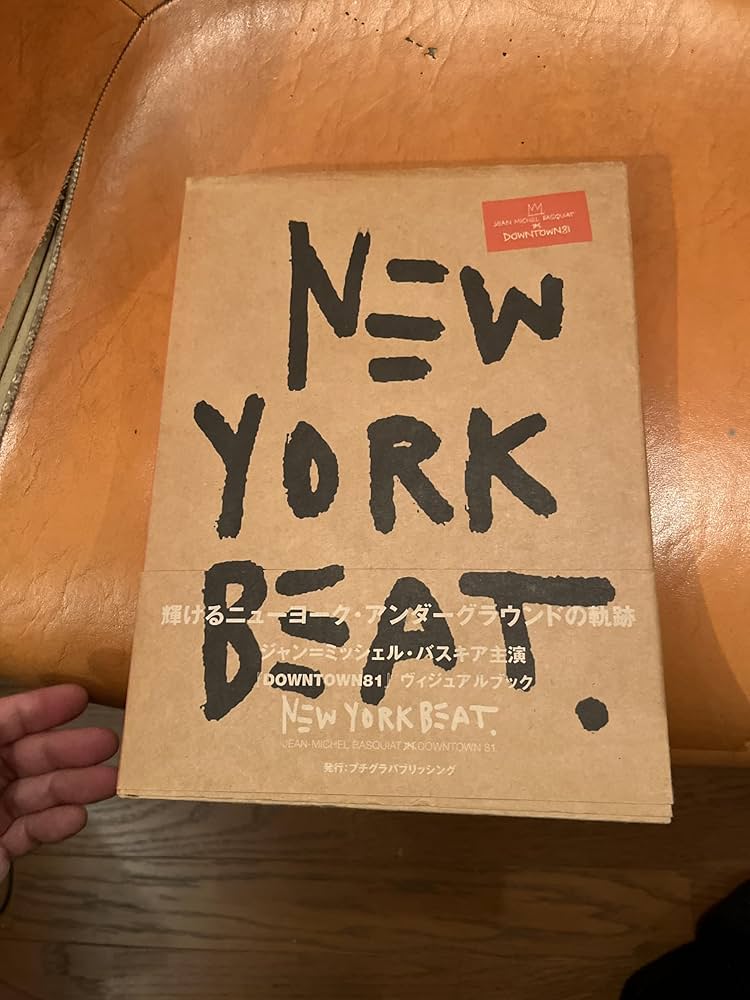 JEAN MICHEL BASQUIAT
IN
DOWNTOWN81
NEW
YORK
BEAT.
輝けるニューヨーク・アンダーグラウンドの軌跡
ジャン=ミッシェル・バスキア主演
『DOWNTOWN81』ヴィジュアルブック
NEW YORK BEAT.
JEAN-MICHEL BASQUIAT IN DOWNTOWN 81
発行：プチグラパブリッシング